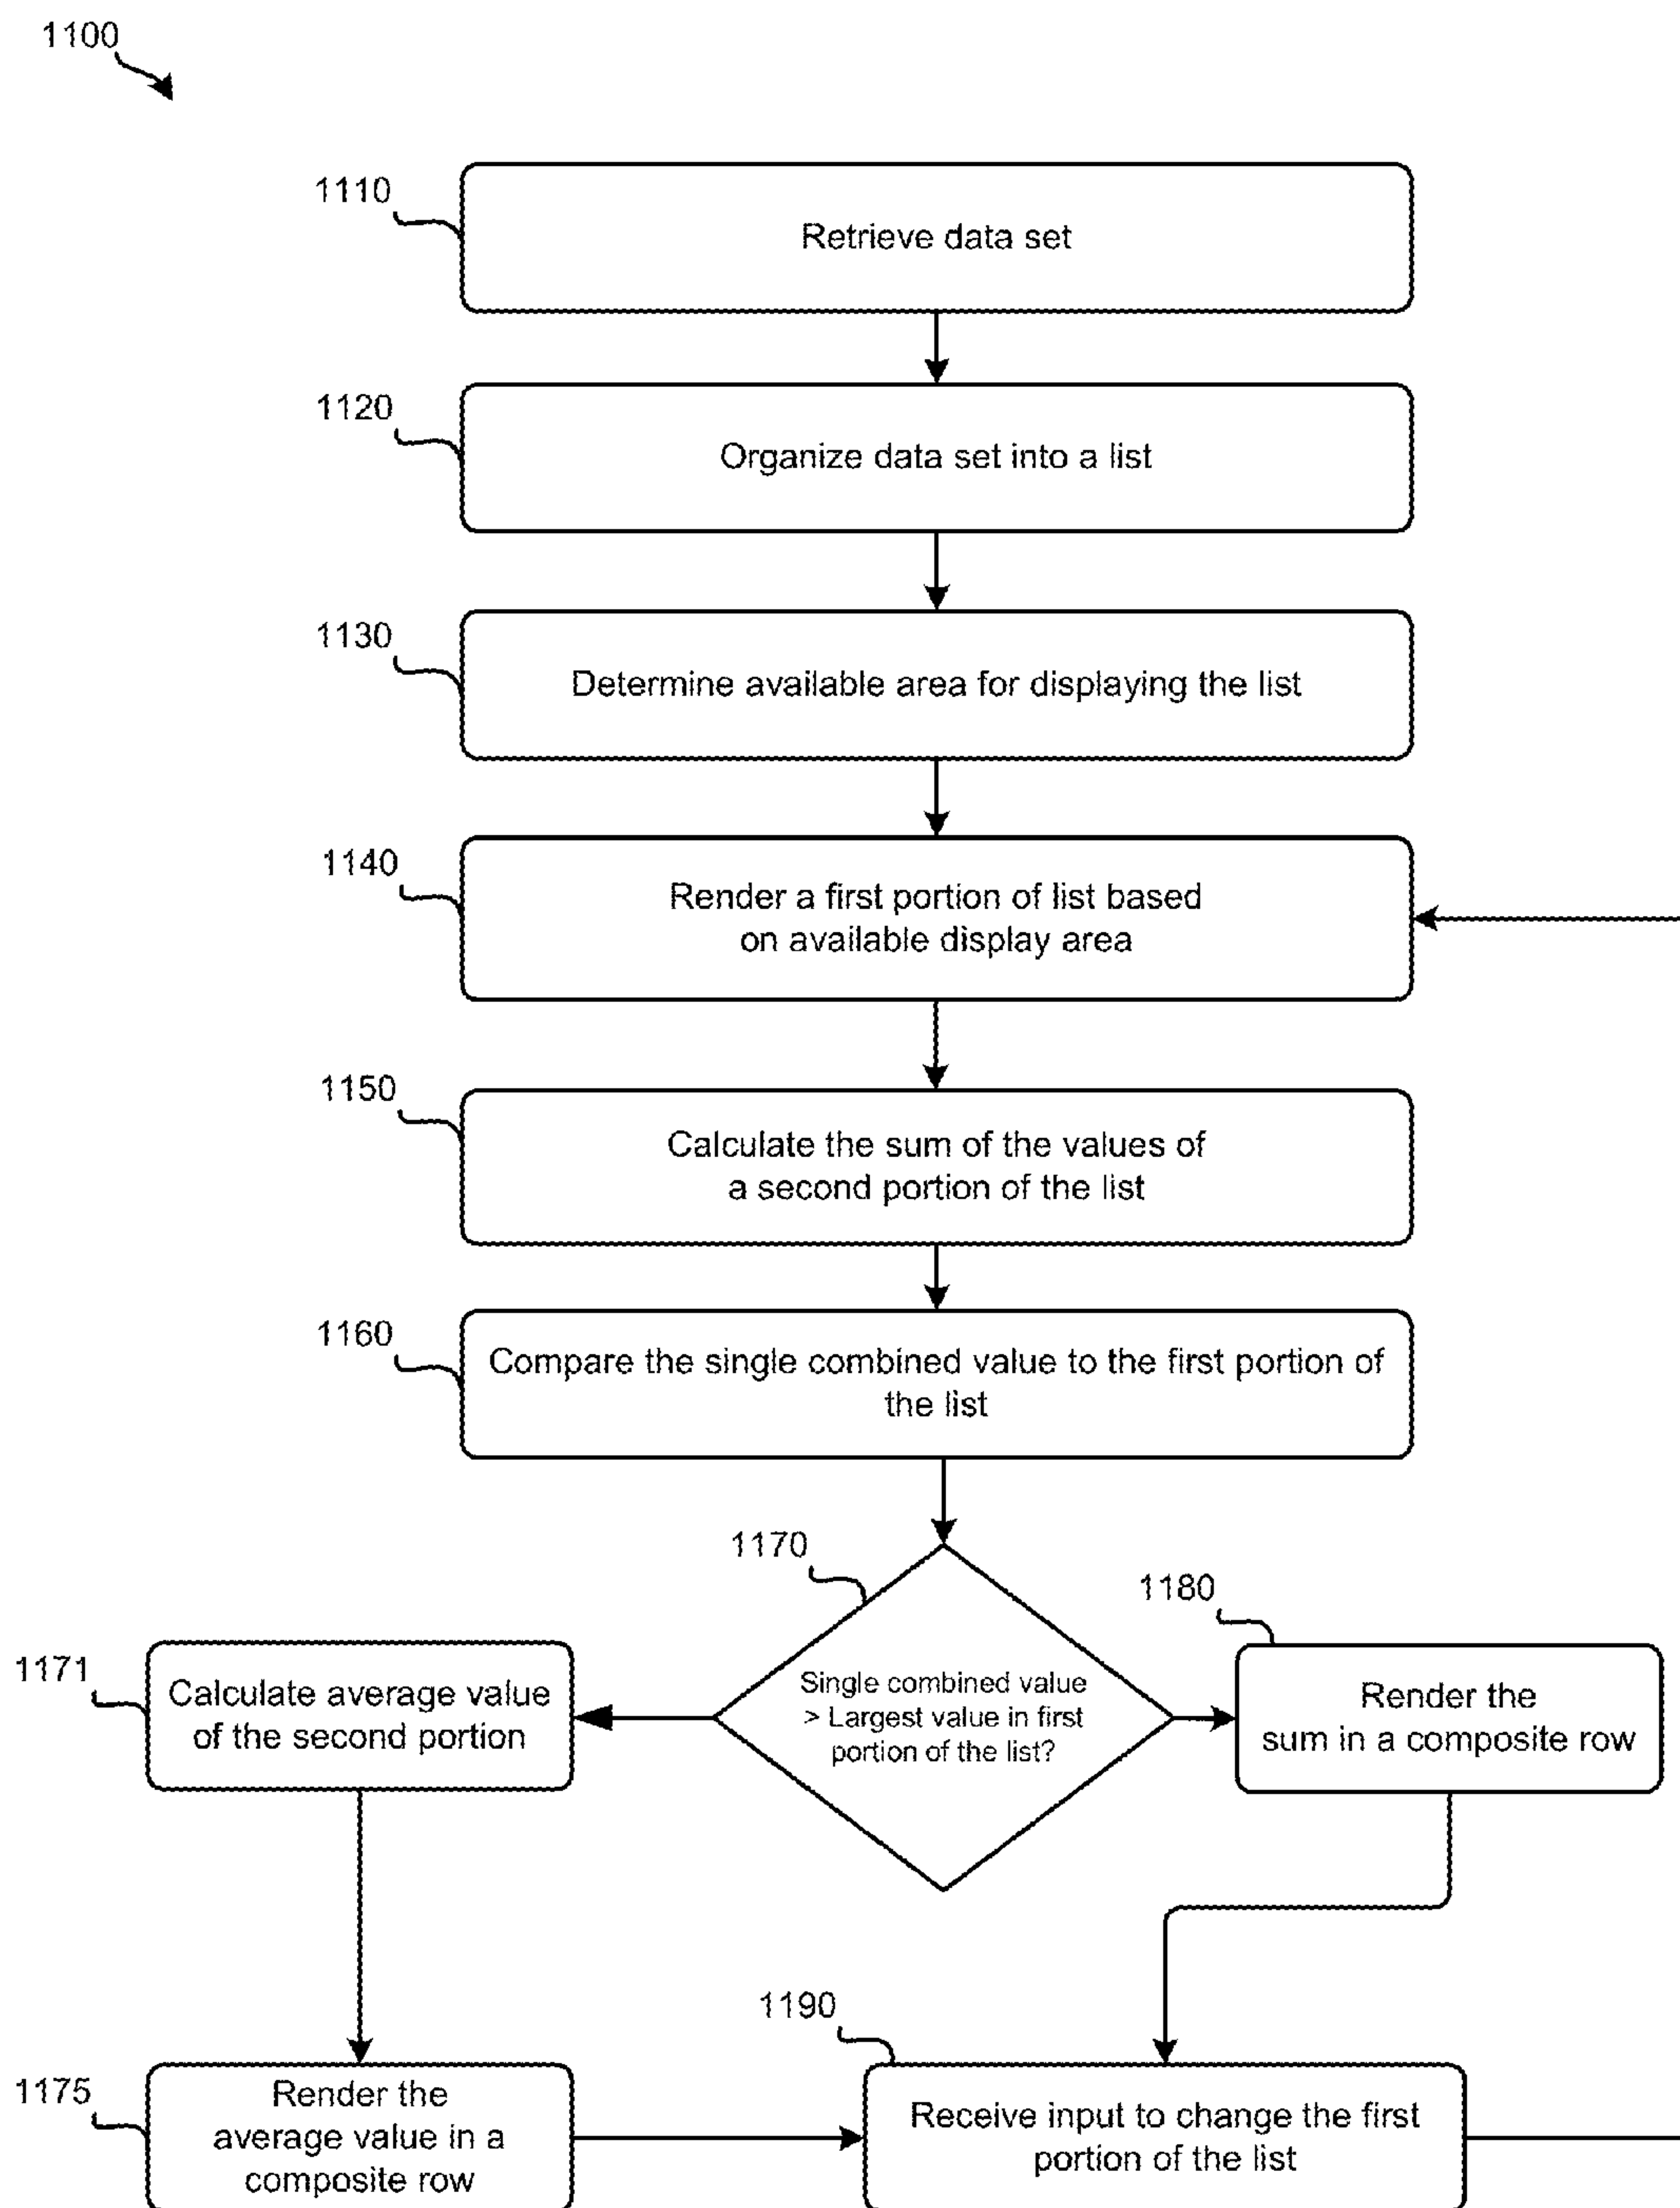 1100
1110
Retrieve data set
1120
Organize data set into a list
1130
Determine available area for displaying the list
1140
Render a first portion of list based
on available display area
1150
Calculate the sum of the values of
a second portion of the list
1160
Compare the single combined value to the first portion of
the list
1170
Single combined value
> Largest value in first
portion of the list?
1180
Render the
sum in a composite row
1171
Calculate average value
of the second portion
1175
Render the
average value in a
composite row
1190
Receive input to change the first
portion of the list